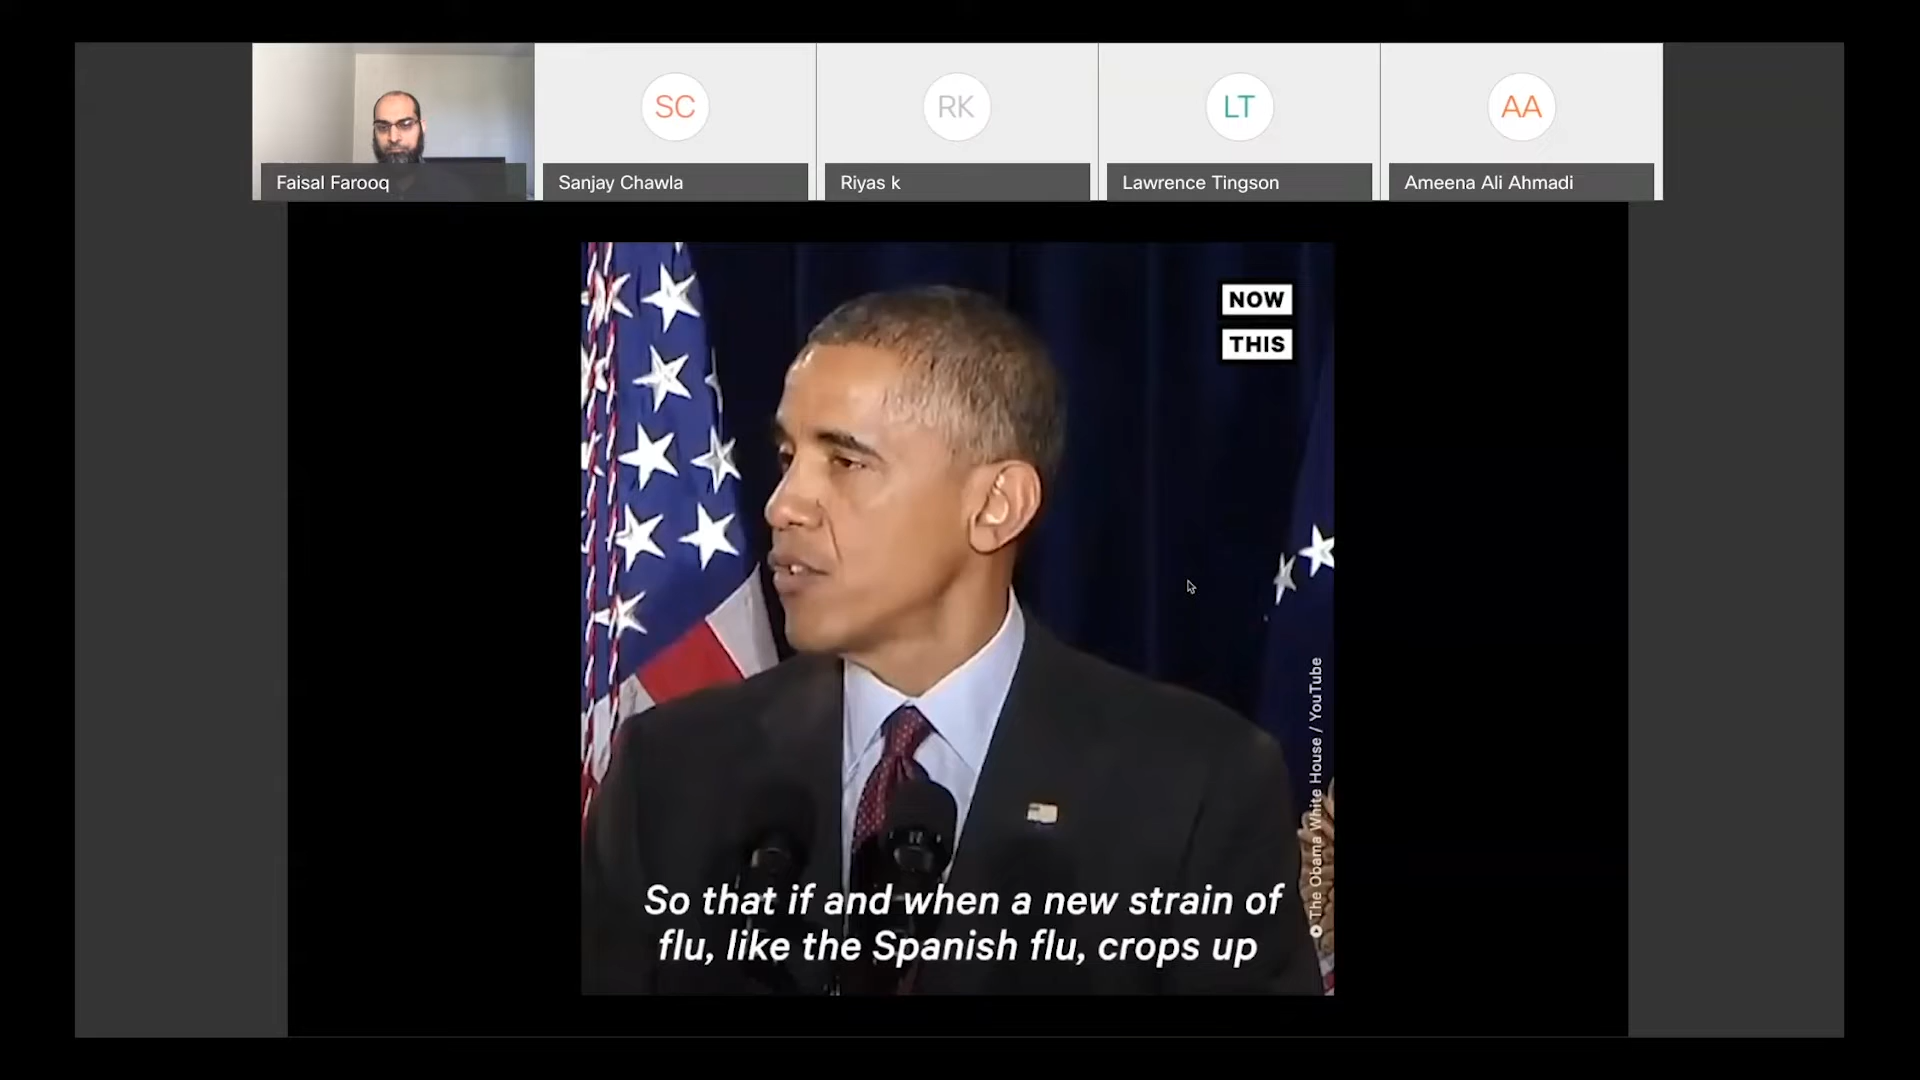 SC
RK
LT
AA
Faisal Farooq
Sanjay Chawla
Riyas k
Lawrence Tingson
Ameena Ali Ahmadi
NOW
THIS
The Obama White House / YouTube
So that if and when a new strain of
flu, like the Spanish flu, crops up